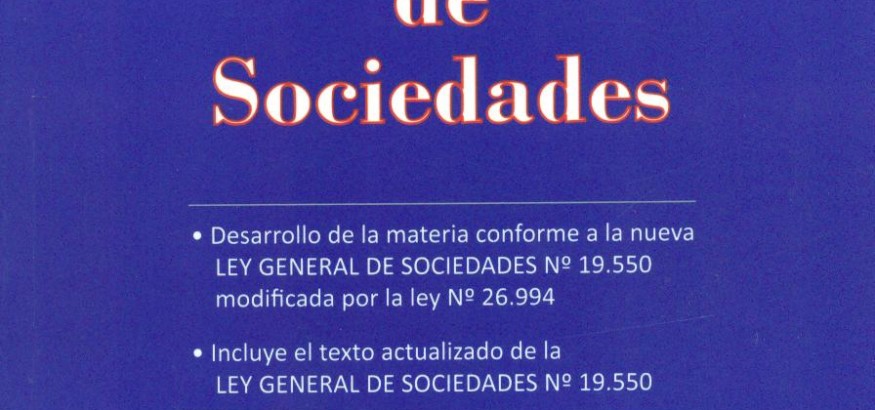 de
Sociedades
• Desarrollo de la materia conforme a la nueva
LEY GENERAL DE SOCIEDADES Nº 19.550
modificada por la ley Nº 26.994
• Incluye el texto actualizado de la
LEY GENERAL DE SOCIEDADES Nº 19.550